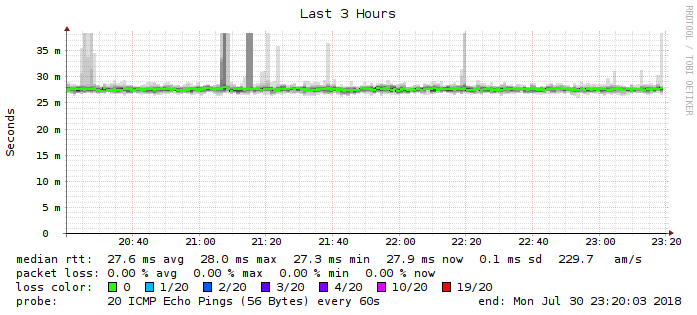 Last 3 Hours
RRDTOOL / TOBI OETIKER
Seconds
35 m
30 m
25 m
20 m
15 m
10 m
5 m
0
20:40 21:00 21:20 21:40 22:00 22:20 22:40 23:00 23:20
median rtt: 27.6 ms avg 28.0 ms max 27.3 ms min 27.9 ms now 0.1 ms sd 229.7 am/s
packet loss: 0.00 % avg 0.00 % max 0.00 % min 0.00 % now
loss color: 0 1/20 2/20 3/20 4/20 10/20 19/20
probe: 20 ICMP Echo Pings (56 Bytes) every 60s end: Mon Jul 30 23:20:03 2018